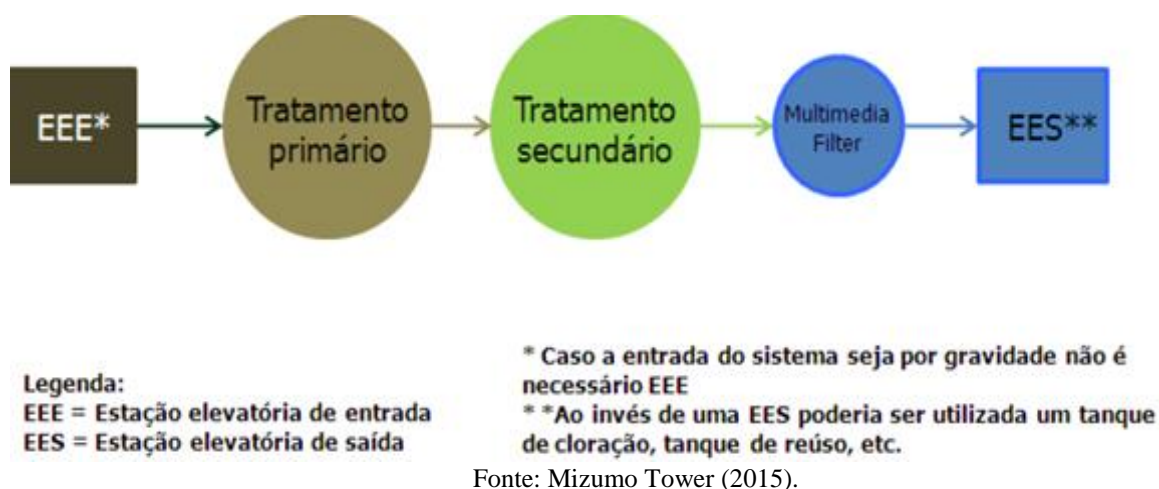 EEE*
Tratamento
primário
Tratamento
secundário
Multimedia
Filter
EES**
Legenda:
EEE = Estação elevatória de entrada
EES = Estação elevatória de saída
* Caso a entrada do sistema seja por gravidade não é
necessário EEE
* *Ao invés de uma EES poderia ser utilizada um tanque
de cloração, tanque de reúso, etc.
Fonte: Mizumo Tower (2015).